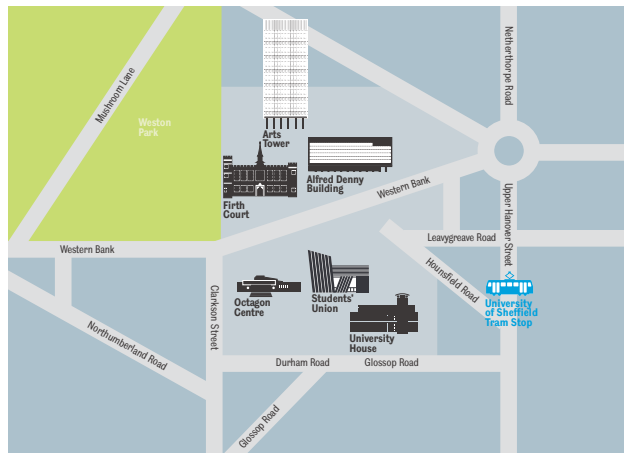 Netherthorpe Road
Mushroom Lane
Weston
Park
Arts
Tower
Alfred Denny
Building
Western Bank
Firth
Court
Upper Hanover Street
Leavygreave Road
Western Bank
Hounsfield Road
Clarkson Street
Octagon
Centre
Students'
Union
University
of Sheffield
Tram Stop
Northumberland Road
University
House
Durham Road
Glossop Road
Glossop Road